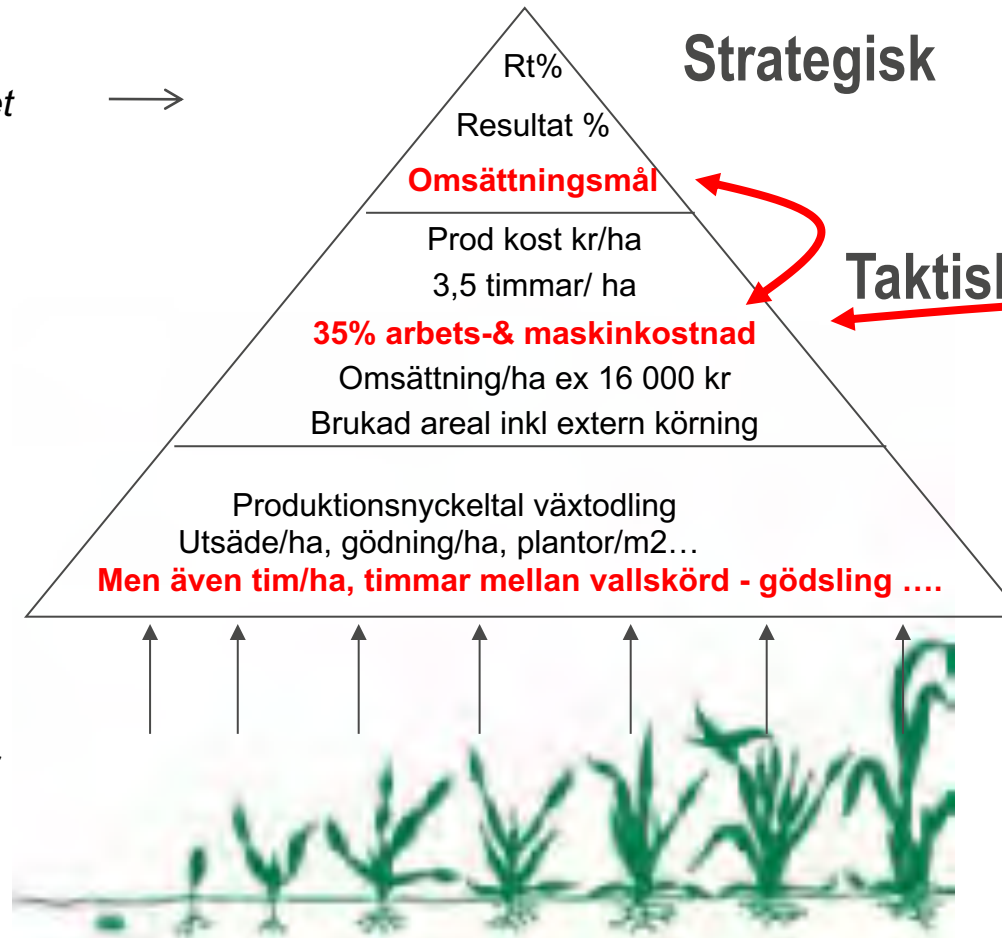 Strategisk
Rt%
Resultat %
Omsättningsmål
Prod kost kr/ha
3,5 timmar/ ha
35% arbets-& maskinkostnad
Omsättning/ha ex 16 000 kr
Brukad areal inkl extern körning
Produktionsnyckeltal växtodling
Utsäde/ha, gödning/ha, plantor/m2…
Men även tim/ha, timmar mellan vallskörd - gödsling ….